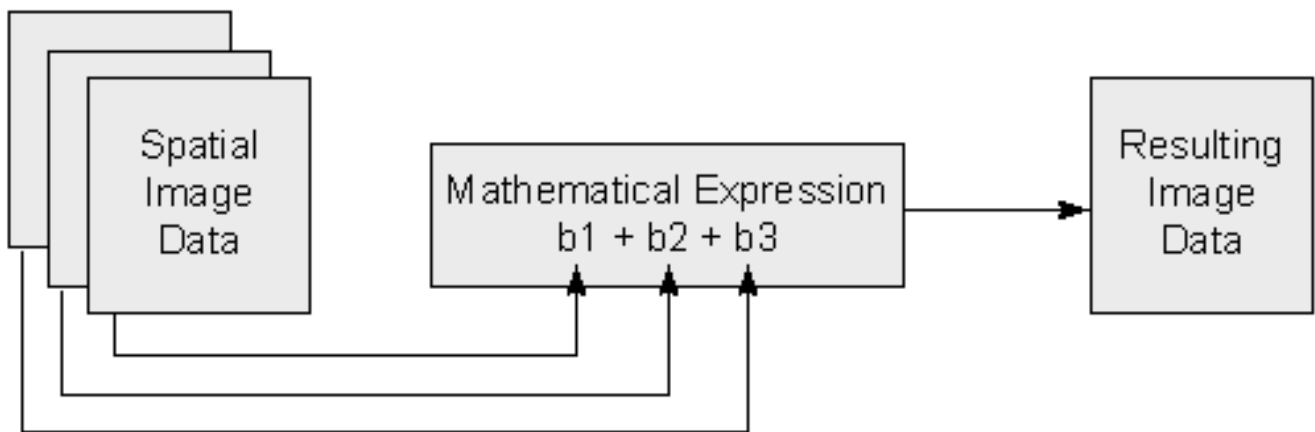 Spatial
Image
Data
Mathematical Expression
b1 + b2 + b3
Resulting
Image
Data